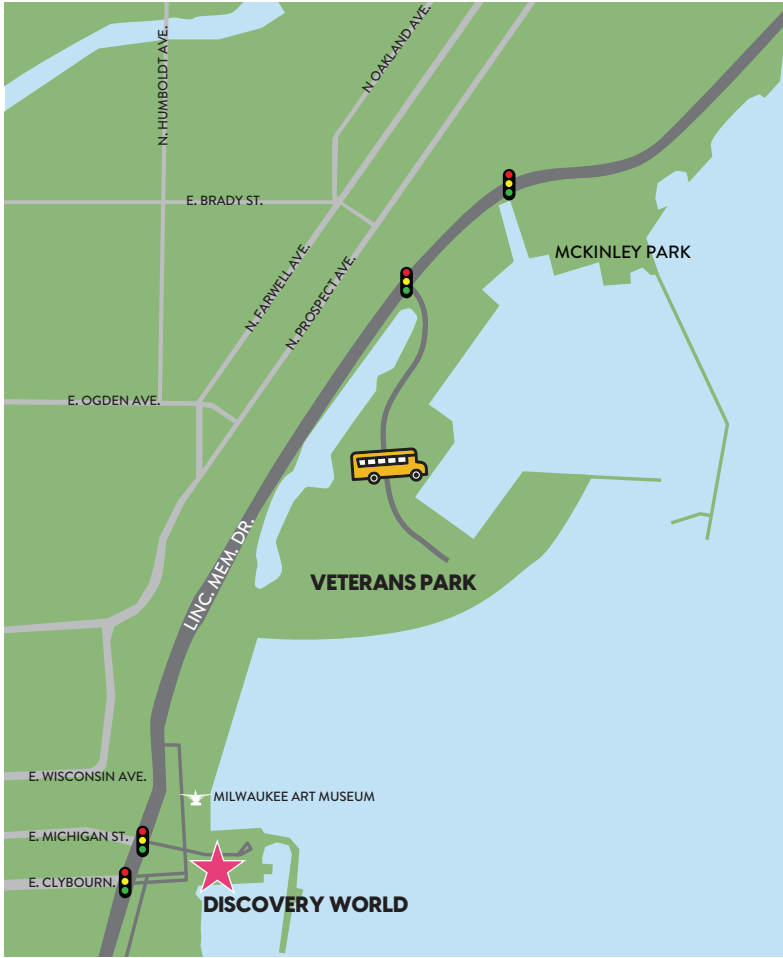 N. HUMBOLDT AVE.
N OAKLAND AVE.
E. BRADY ST.
MCKINLEY PARK
N. FARWELL AVE.
N. PROSPECT AVE.
E. OGDEN AVE.
LINC. MEM. DR.
VETERANS PARK
E. WISCONSIN AVE.
MILWAUKEE ART MUSEUM
E. MICHIGAN ST.
E. CLYBOURN.
DISCOVERY WORLD